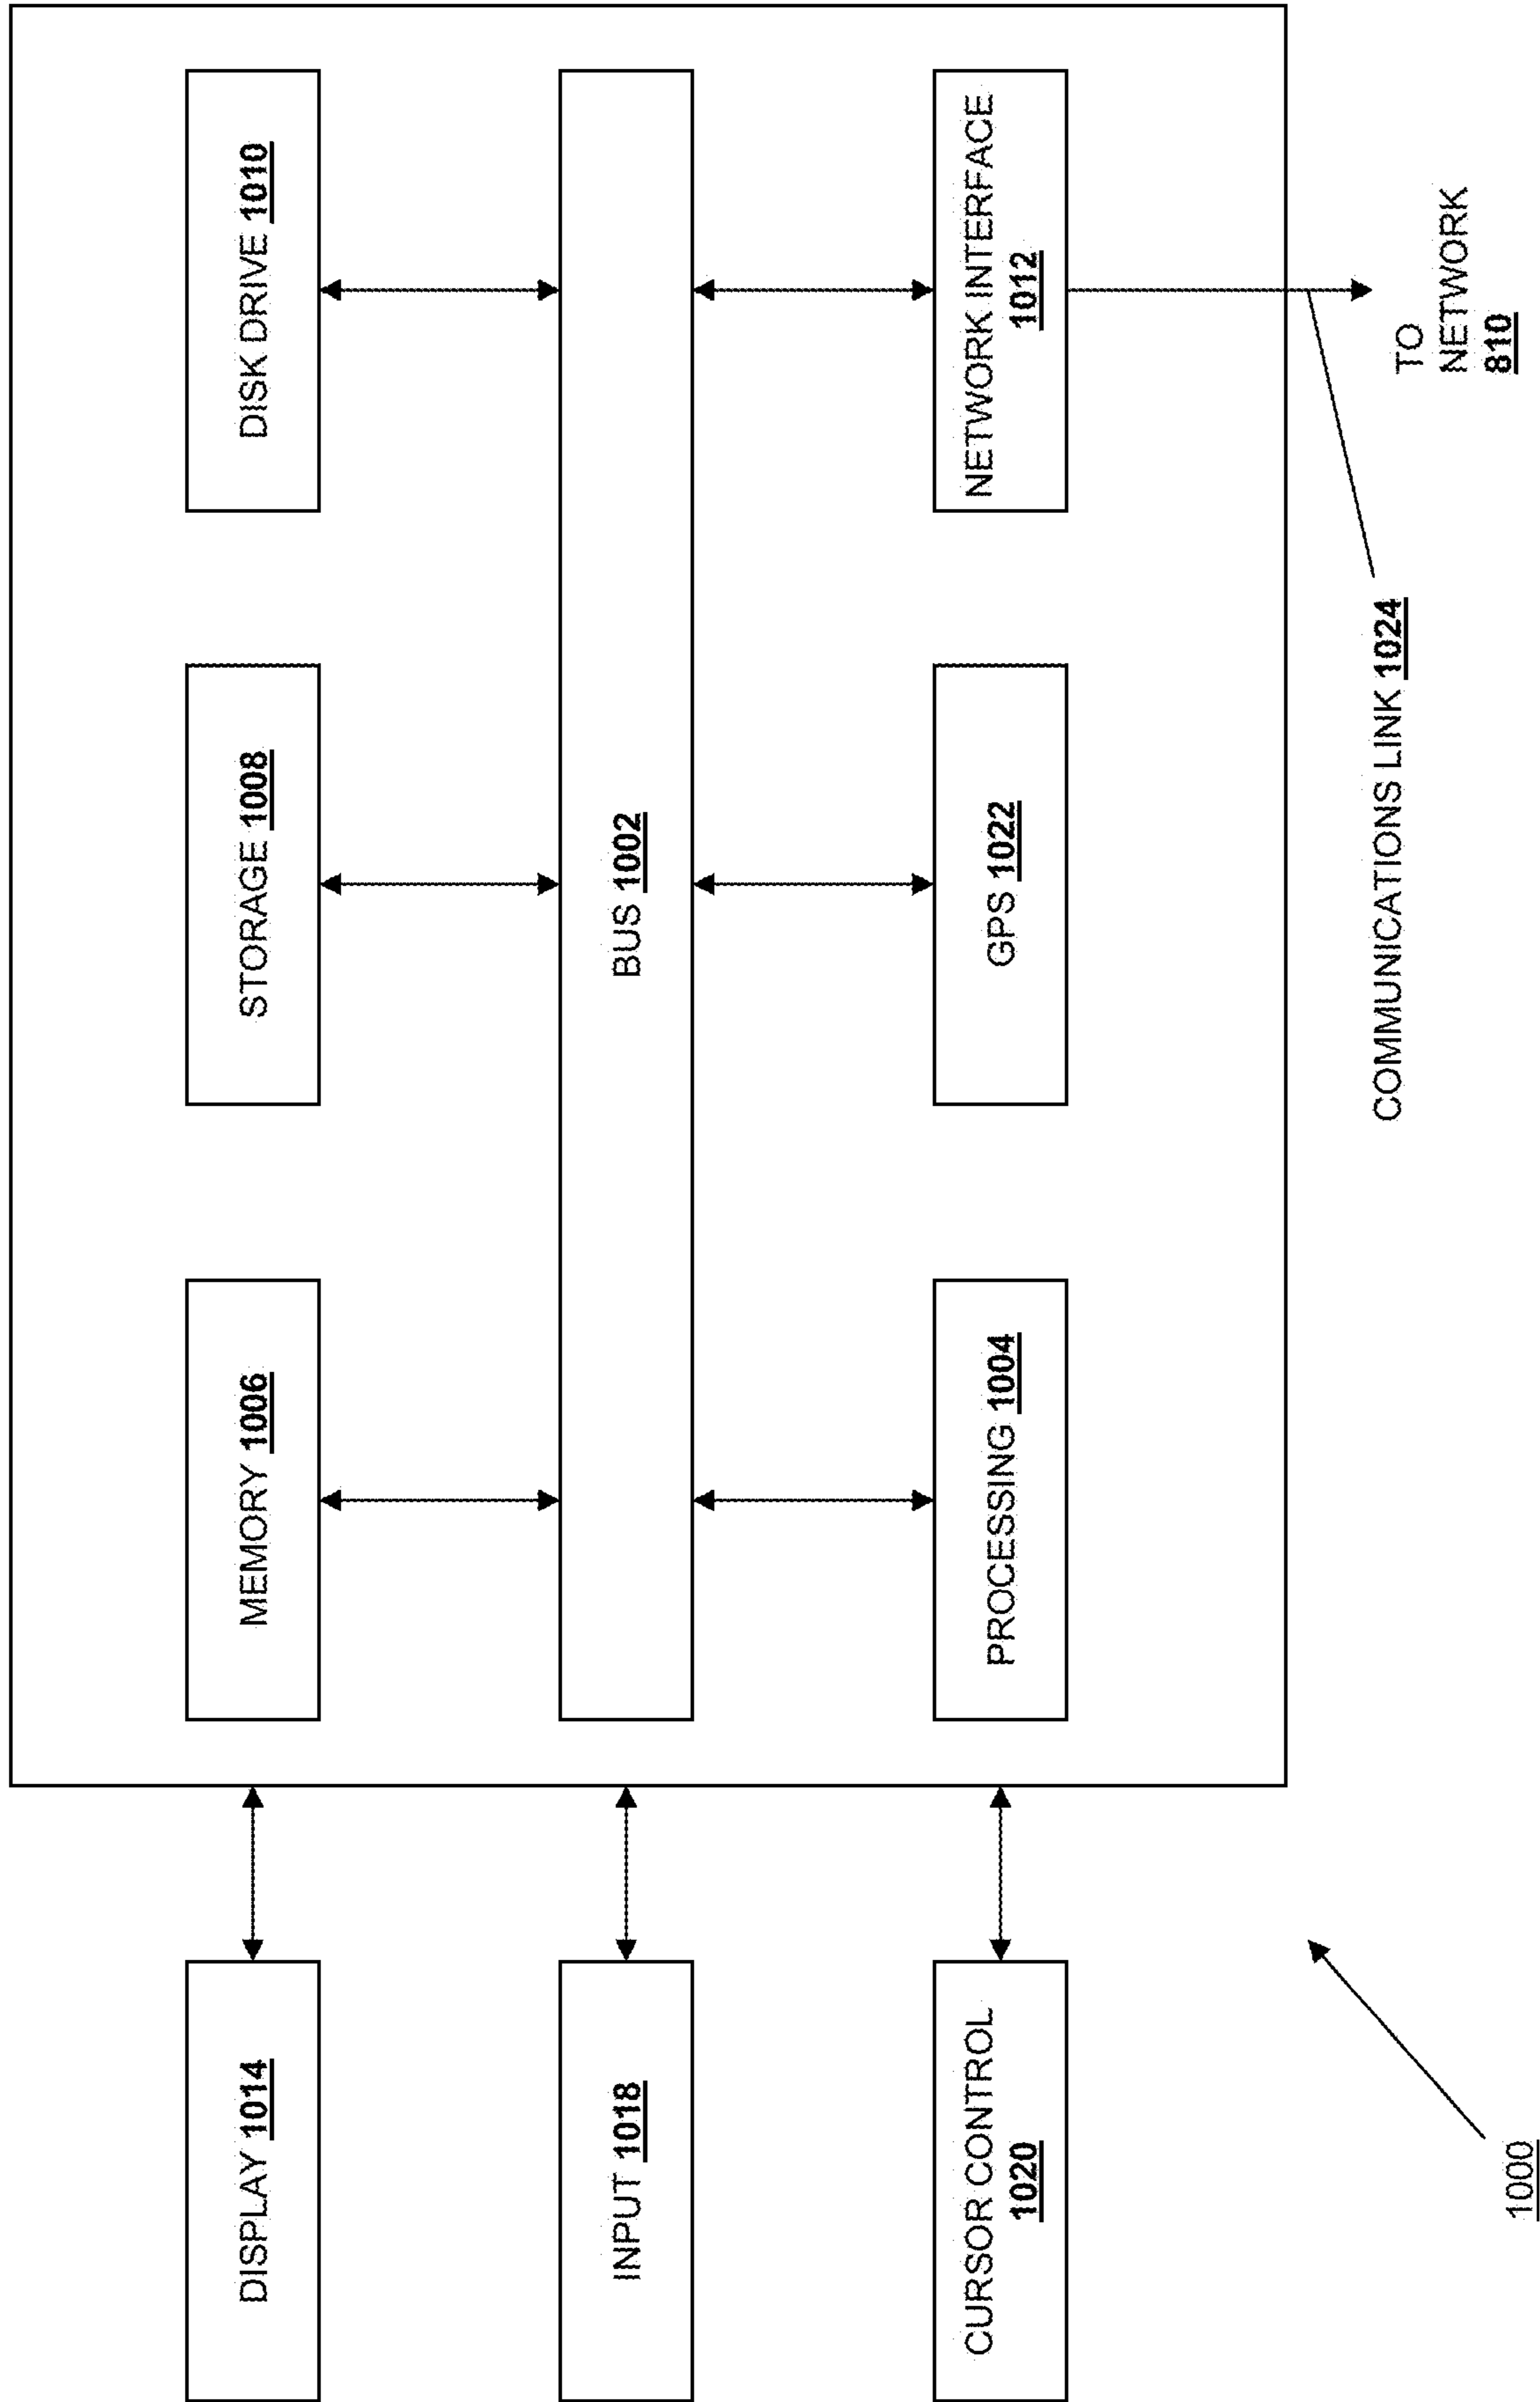 DISPLAY 1014
MEMORY 1006
STORAGE 1008
DISK DRIVE 1010
INPUT 1018
BUS 1002
CURSOR CONTROL
1020
PROCESSING 1004
GPS 1022
NETWORK INTERFACE
1012
COMMUNICATIONS LINK 1024
TO
NETWORK
810
1000